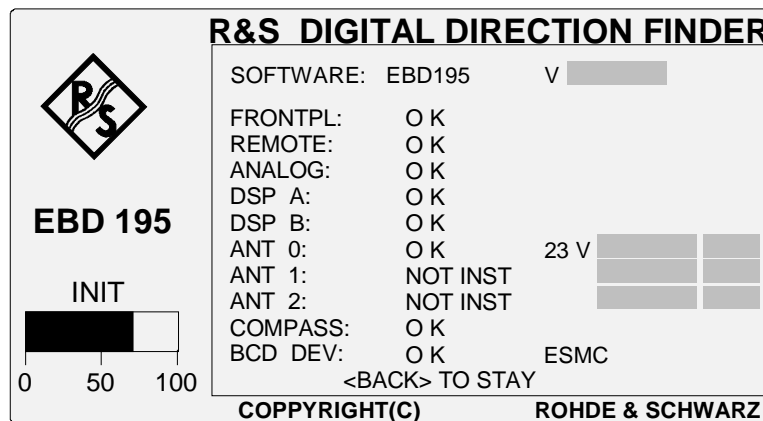 R&S DIGITAL DIRECTION FINDER
R
S
EBD 195
INIT
0 50 100
SOFTWARE: EBD195 V
FRONTPL: O K
REMOTE: O K
ANALOG: O K
DSP A: O K
DSP B: O K
ANT 0: O K 23 V
ANT 1: NOT INST
ANT 2: NOT INST
COMPASS: O K
BCD DEV: O K ESMC
<BACK> TO STAY
COPPYRIGHT(C) ROHDE & SCHWARZ